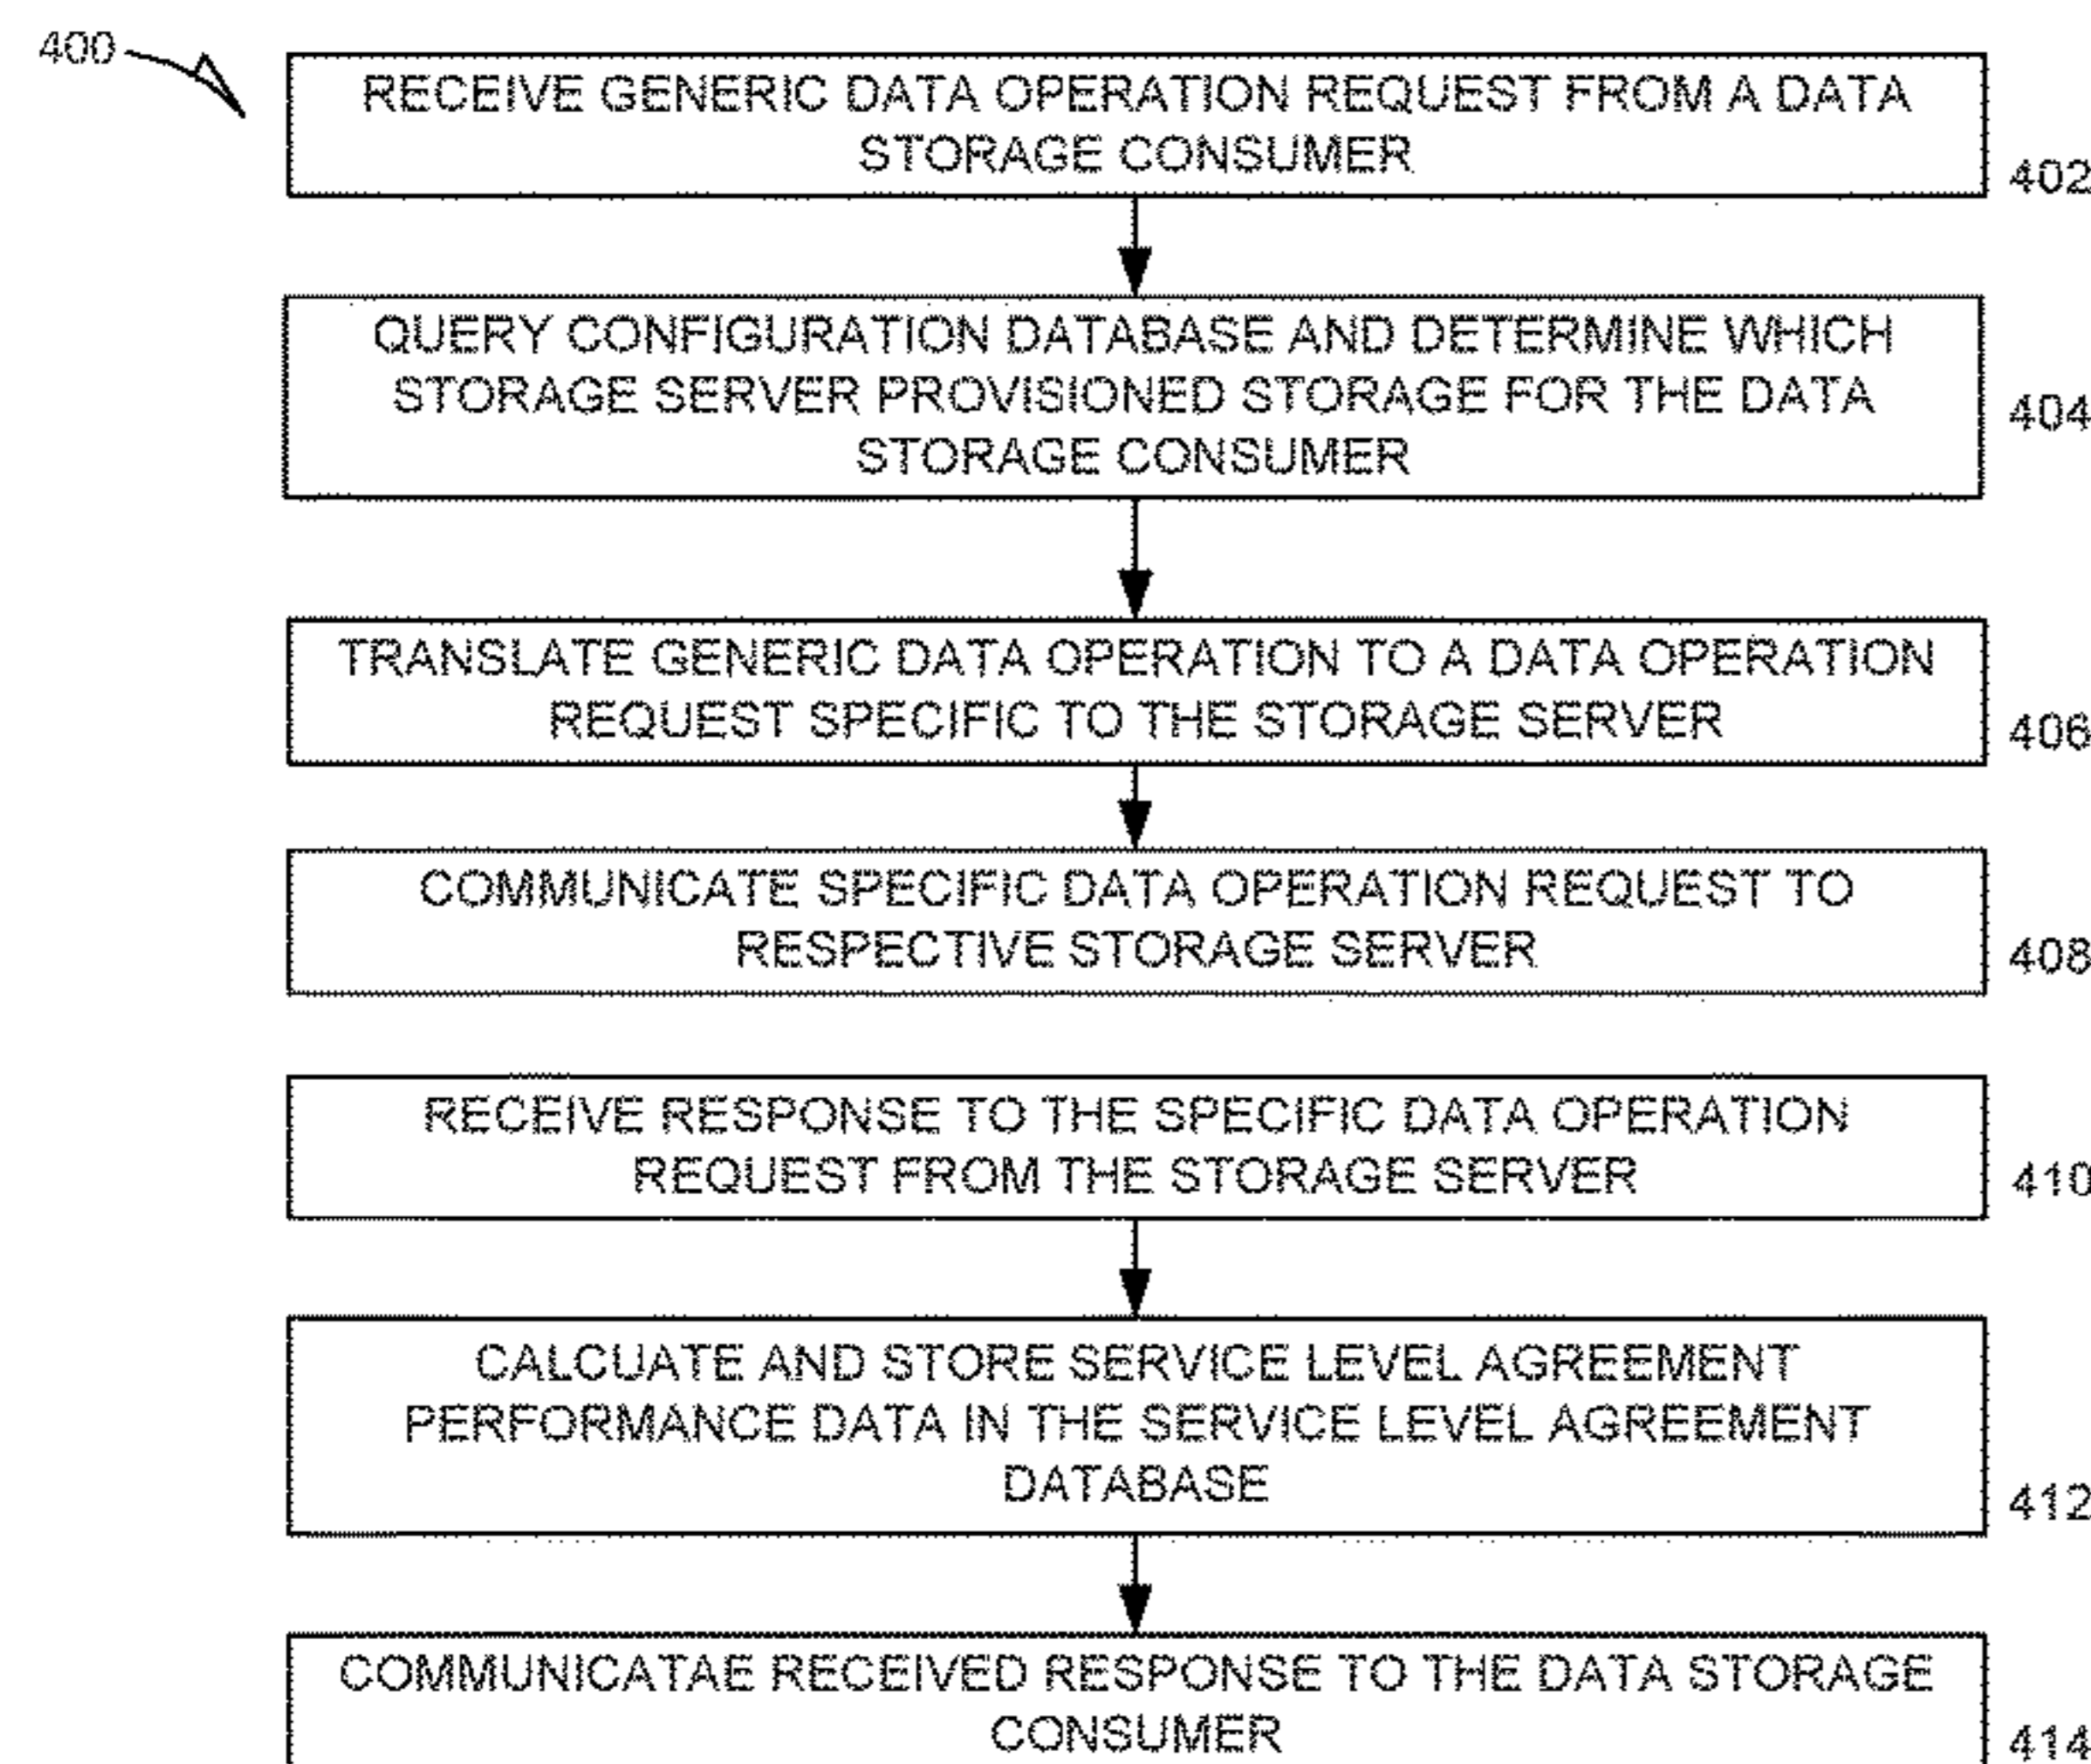 400
RECEIVE GENERIC DATA OPERATION REQUEST FROM A DATA
STORAGE CONSUMER
402
QUERY CONFIGURATION DATABASE AND DETERMINE WHICH
STORAGE SERVER PROVISIONED STORAGE FOR THE DATA
STORAGE CONSUMER
404
TRANSLATE GENERIC DATA OPERATION TO A DATA OPERATION
REQUEST SPECIFIC TO THE STORAGE SERVER
406
COMMUNICATE SPECIFIC DATA OPERATION REQUEST TO
RESPECTIVE STORAGE SERVER
408
RECEIVE RESPONSE TO THE SPECIFIC DATA OPERATION
REQUEST FROM THE STORAGE SERVER
410
CALCUATE AND STORE SERVICE LEVEL AGREEMENT
PERFORMANCE DATA IN THE SERVICE LEVEL AGREEMENT
DATABASE
412
COMMUNICATAE RECEIVED RESPONSE TO THE DATA STORAGE
CONSUMER
414